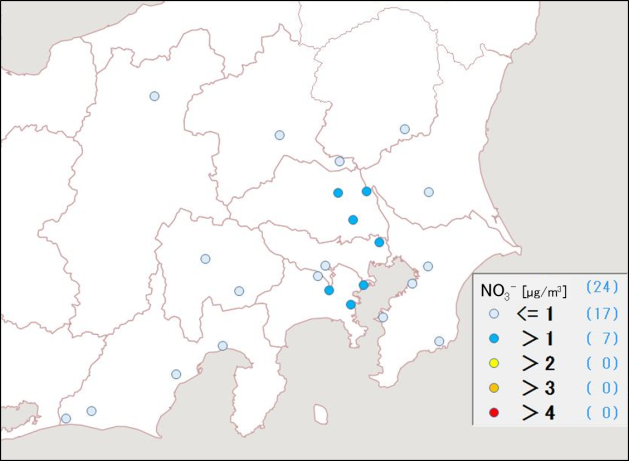 NO₃⁻ [μg/m³] (24)
<= 1 (17)
＞1 ( 7)
＞2 ( 0)
＞3 ( 0)
＞4 ( 0)